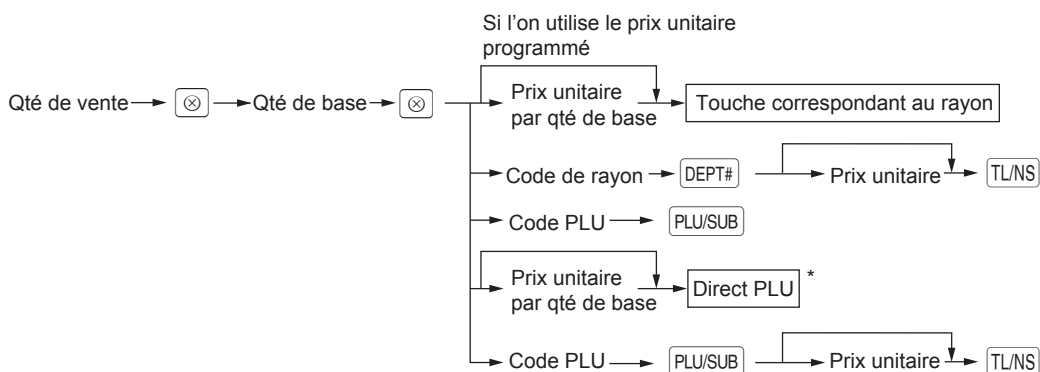 Si l'on utilise le prix unitaire
programmé
Qté de vente ⊗ Qté de base ⊗
Prix unitaire
par qté de base
Touche correspondant au rayon
Code de rayon DEPT# Prix unitaire TL/NS
Code PLU PLU/SUB
Prix unitaire
par qté de base
Direct PLU *
Code PLU PLU/SUB Prix unitaire TL/NS